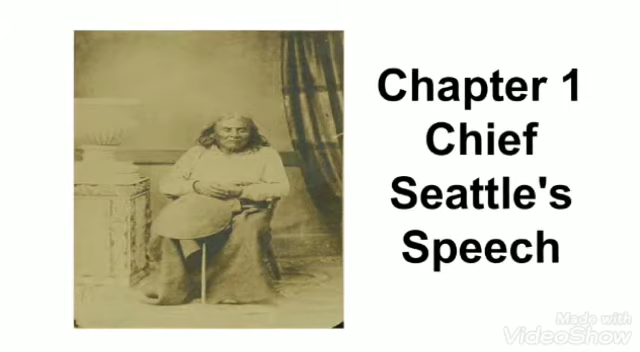 Chapter 1
Chief
Seattle's
Speech
Made with
VideoShow